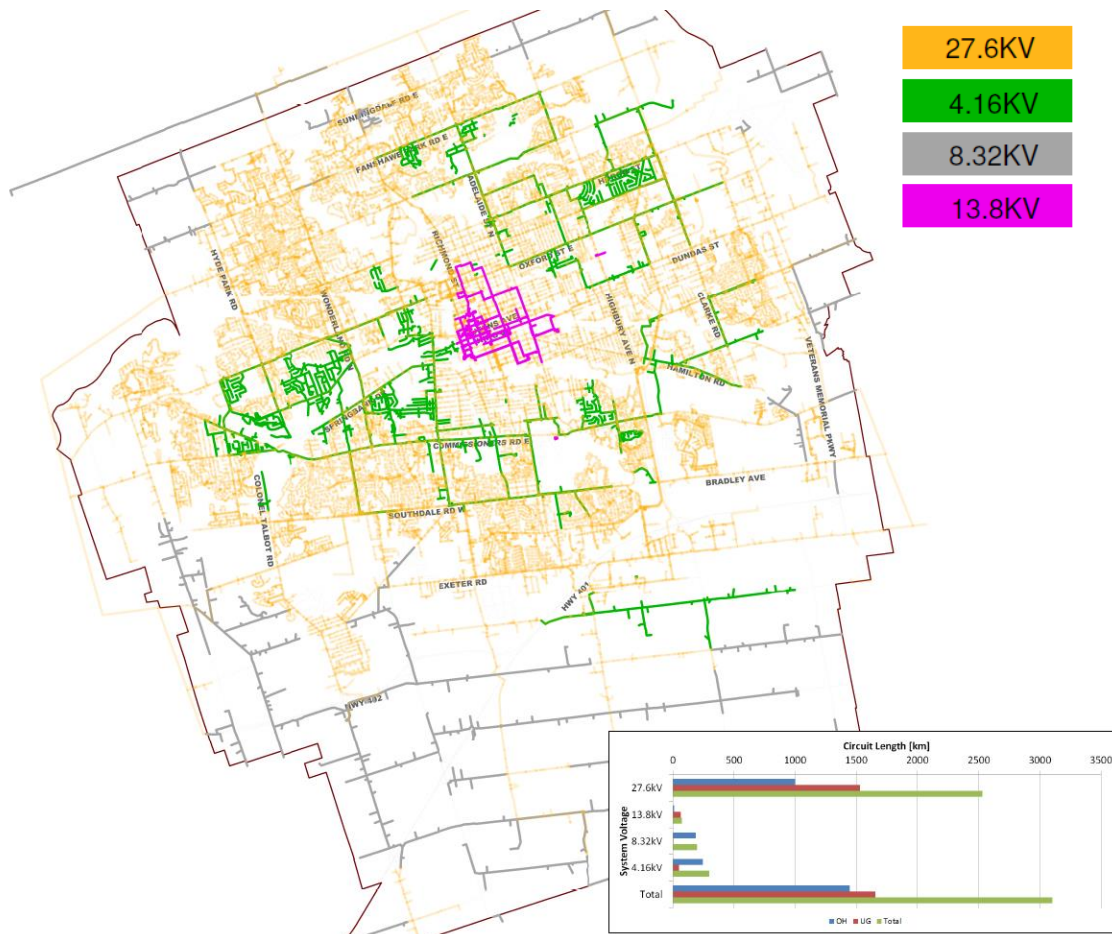 27.6KV
4.16KV
8.32KV
13.8KV
SUNNINGDALE RD E
FANSHAWE PARK RD E
ADELAIDE ST N
RICHMOND ST
OXFORD ST E
DUNDAS ST
HYDE PARK RD
WONDERLAND RD N
HIGHBURY AVE N
CLARKE RD
HAMILTON RD
VETERANS MEMORIAL PKWY
COMMISSIONERS RD E
BRADLEY AVE
COLONEL TALBOT RD
SOUTHDALE RD W
EXETER RD
HWY 401
HWY 402
Circuit Length [km]
0 500 1000 1500 2000 2500 3000 3500
System Voltage
27.6kV
13.8kV
8.32kV
4.16kV
Total
OH UG Total